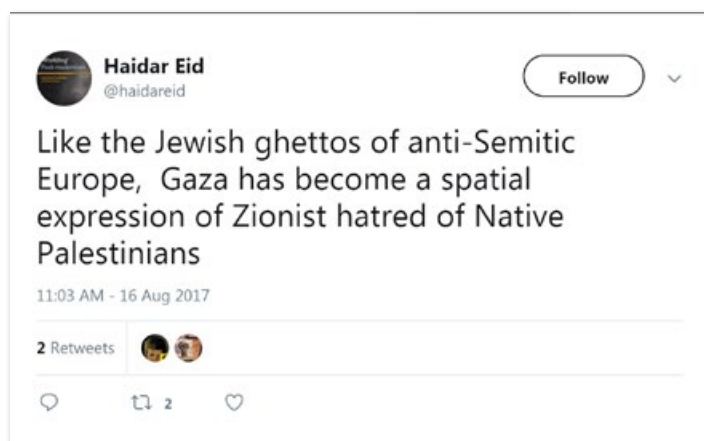 Haidar Eid
@haidareid
Follow
Like the Jewish ghettos of anti-Semitic
Europe,  Gaza has become a spatial
expression of Zionist hatred of Native
Palestinians
11:03 AM - 16 Aug 2017
2 Retweets
2